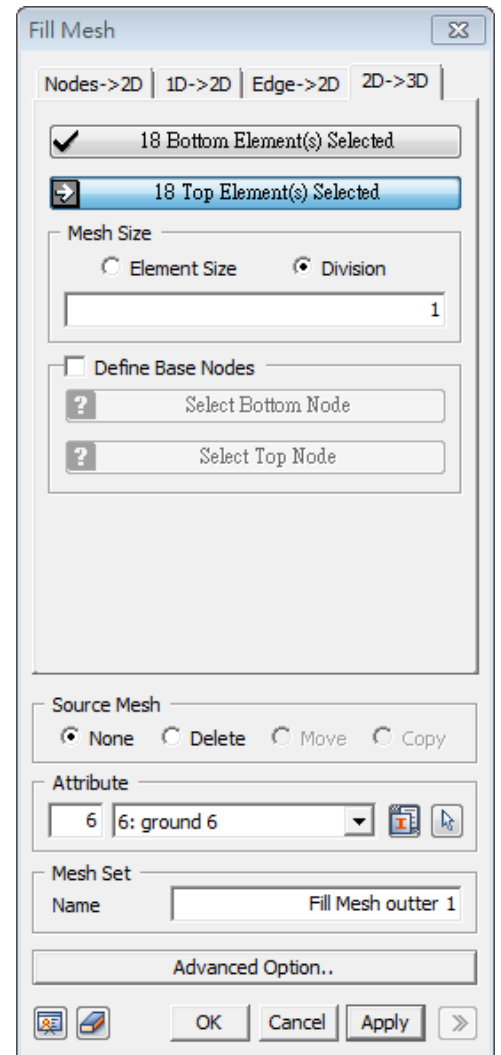 Fill Mesh
Nodes->2D 1D->2D Edge->2D 2D->3D
18 Bottom Element(s) Selected
18 Top Element(s) Selected
Mesh Size
Element Size Division
1
Define Base Nodes
? Select Bottom Node
? Select Top Node
Source Mesh
None Delete Move Copy
Attribute
6 6: ground 6
Mesh Set
Name Fill Mesh outter 1
Advanced Option..
OK Cancel Apply >>